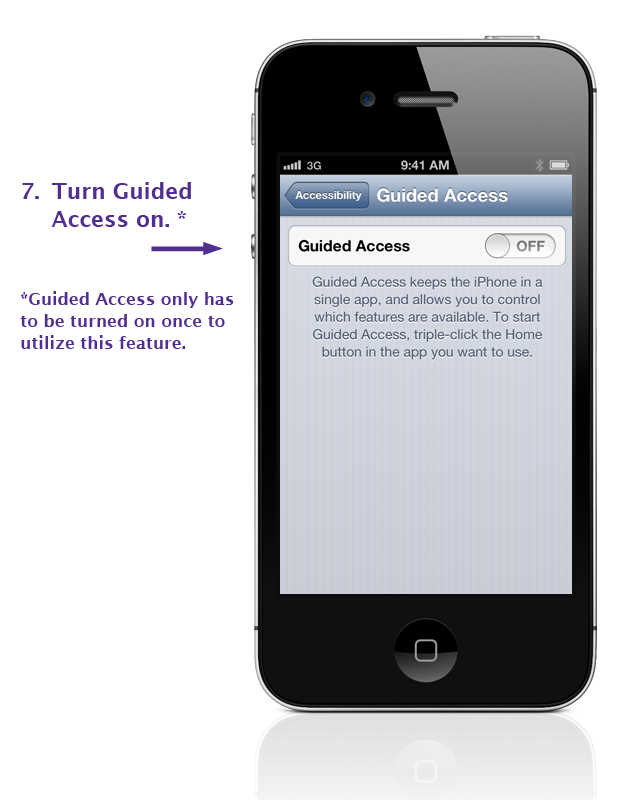 7. Turn Guided
Access on. *
*Guided Access only has
to be turned on once to
utilize this feature.
3G 9:41 AM
Accessibility Guided Access
Guided Access OFF
Guided Access keeps the iPhone in a
single app, and allows you to control
which features are available. To start
Guided Access, triple-click the Home
button in the app you want to use.